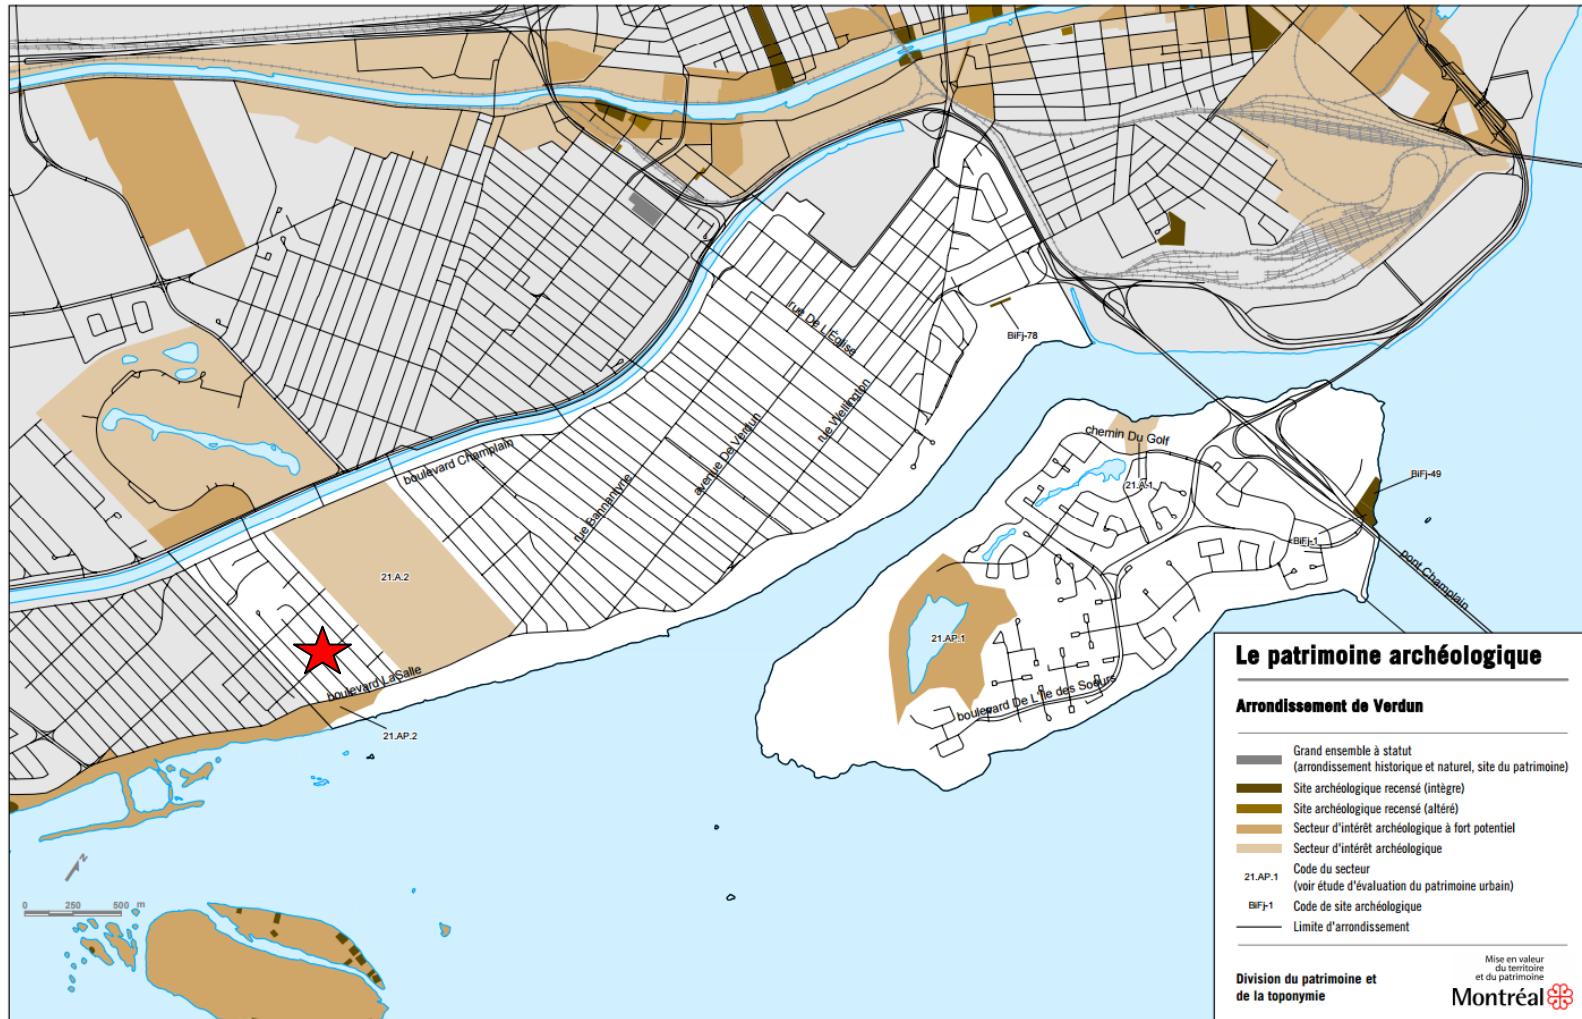 rue De L'Église
BiFj-78
boulevard Champlain
rue Bannantyne
avenue De Verdun
rue Wellington
chemin Du Golf
21.A.1
BiFj-49
BiFj-1
pont Champlain
21.A.2
21.AP.1
boulevard LaSalle
boulevard De L'Île des Soeurs
21.AP.2
N
0 250 500 m
Le patrimoine archéologique
Arrondissement de Verdun
Grand ensemble à statut
(arrondissement historique et naturel, site du patrimoine)
Site archéologique recensé (intègre)
Site archéologique recensé (altéré)
Secteur d'intérêt archéologique à fort potentiel
Secteur d'intérêt archéologique
21.AP.1 Code du secteur
(voir étude d'évaluation du patrimoine urbain)
BiFj-1 Code de site archéologique
Limite d'arrondissement
Division du patrimoine et
de la toponymie
Mise en valeur
du territoire
et du patrimoine
Montréal